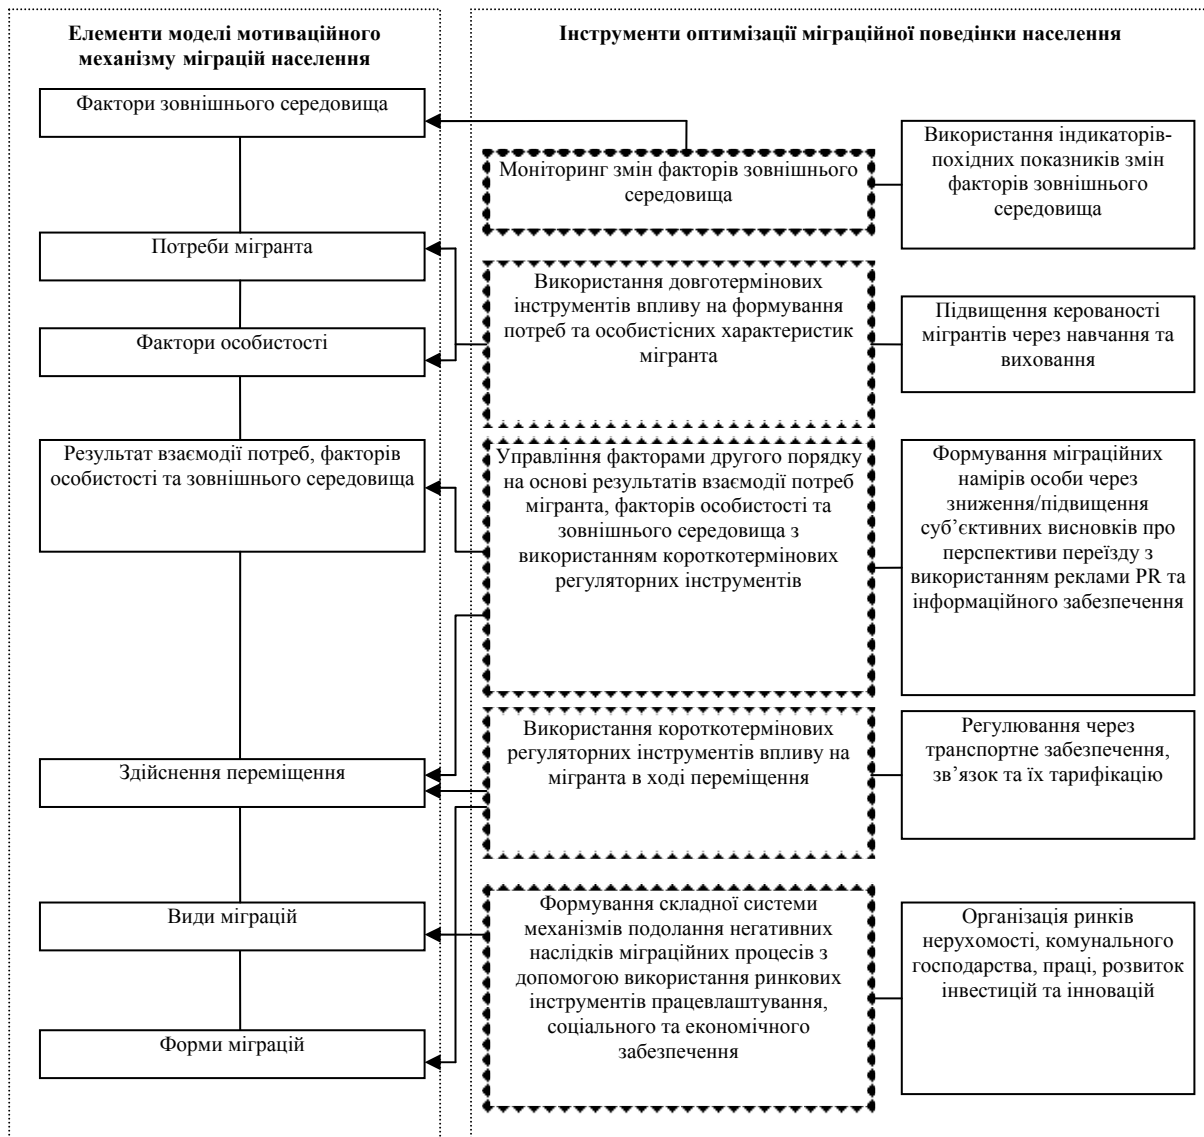 Елементи моделі мотиваційного
механізму міграцій населення
Фактори зовнішнього середовища
Потреби мігранта
Фактори особистості
Результат взаємодії потреб, факторів
особистості та зовнішнього середовища
Здійснення переміщення
Види міграцій
Форми міграцій
Інструменти оптимізації міграційної поведінки населення
Моніторинг змін факторів зовнішнього
середовища
Використання індикаторів-
похідних показників змін
факторів зовнішнього
середовища
Використання довготермінових
інструментів впливу на формування
потреб та особистісних характеристик
мігранта
Підвищення керованості
мігрантів через навчання та
виховання
Управління факторами другого порядку
на основі результатів взаємодії потреб
мігранта, факторів особистості та
зовнішнього середовища з
використанням короткотермінових
регуляторних інструментів
Формування міграційних
намірів особи через
зниження/підвищення
суб’єктивних висновків про
перспективи переїзду з
використанням реклами PR та
інформаційного забезпечення
Використання короткотермінових
регуляторних інструментів впливу на
мігранта в ході переміщення
Регулювання через
транспортне забезпечення,
зв’язок та їх тарифікацію
Формування складної системи
механізмів подолання негативних
наслідків міграційних процесів з
допомогою використання ринкових
інструментів працевлаштування,
соціального та економічного
забезпечення
Організація ринків
нерухомості, комунального
господарства, праці, розвиток
інвестицій та інновацій